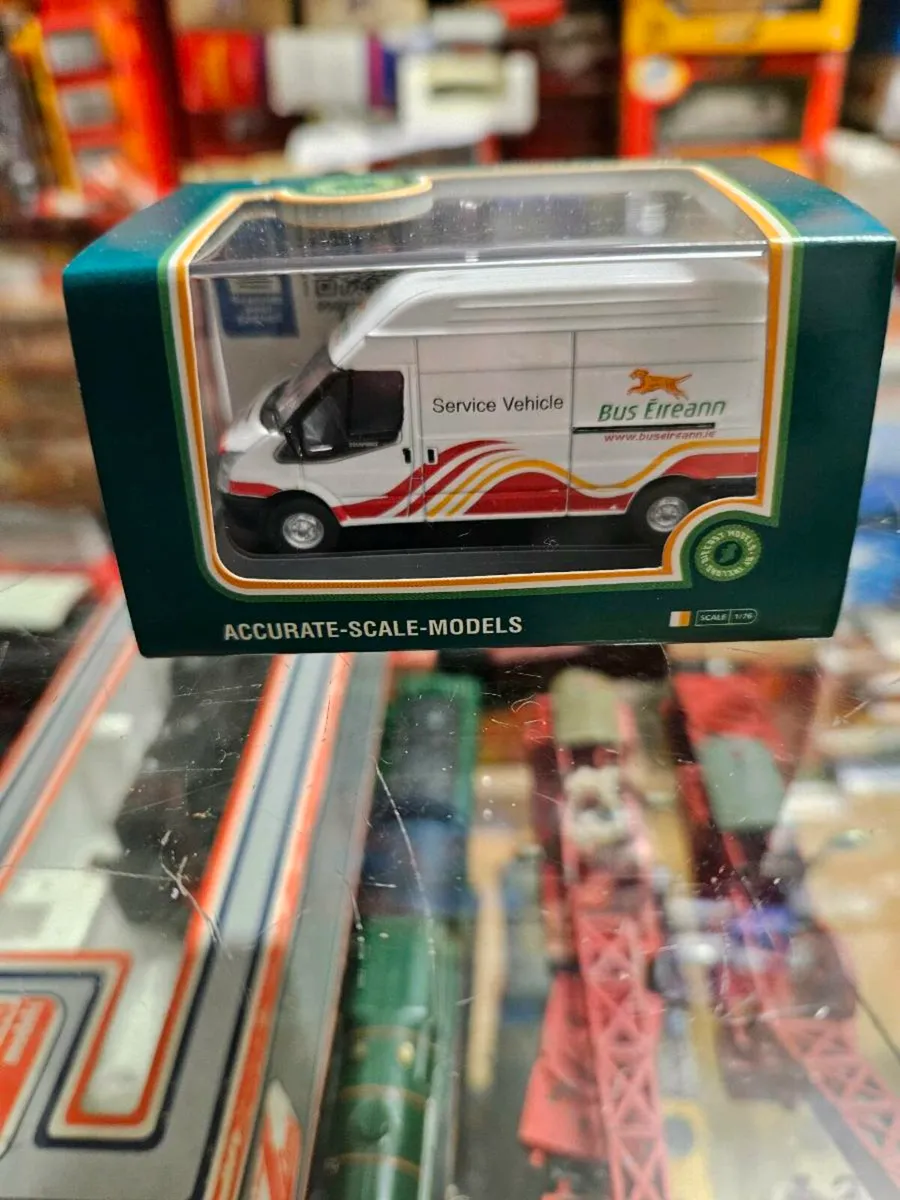 Service Vehicle
Bus Éireann
www.buseireann.ie
ACCURATE-SCALE-MODELS
SCALE 1/76